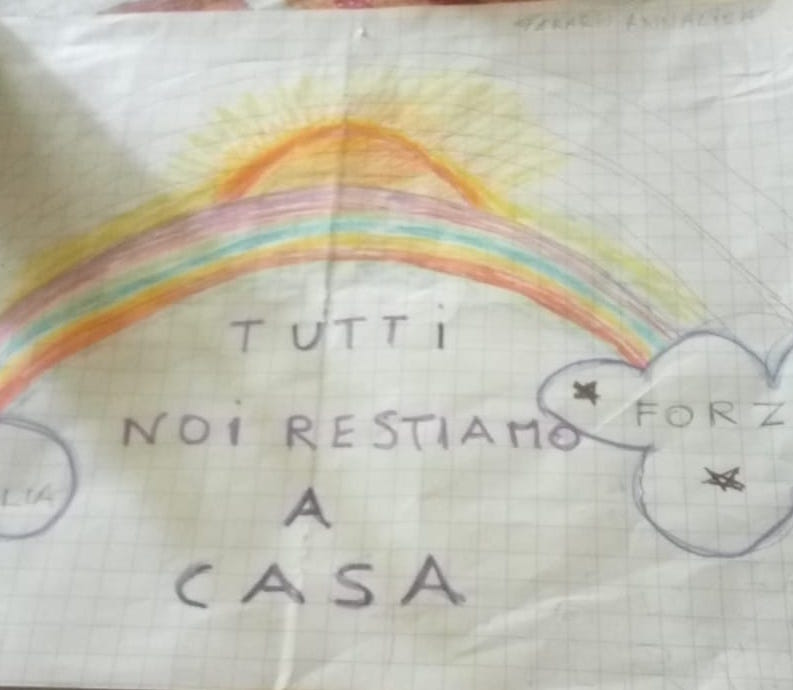 TUTTi
NOi RESTIAMO
A
CASA
FORZ
LIA